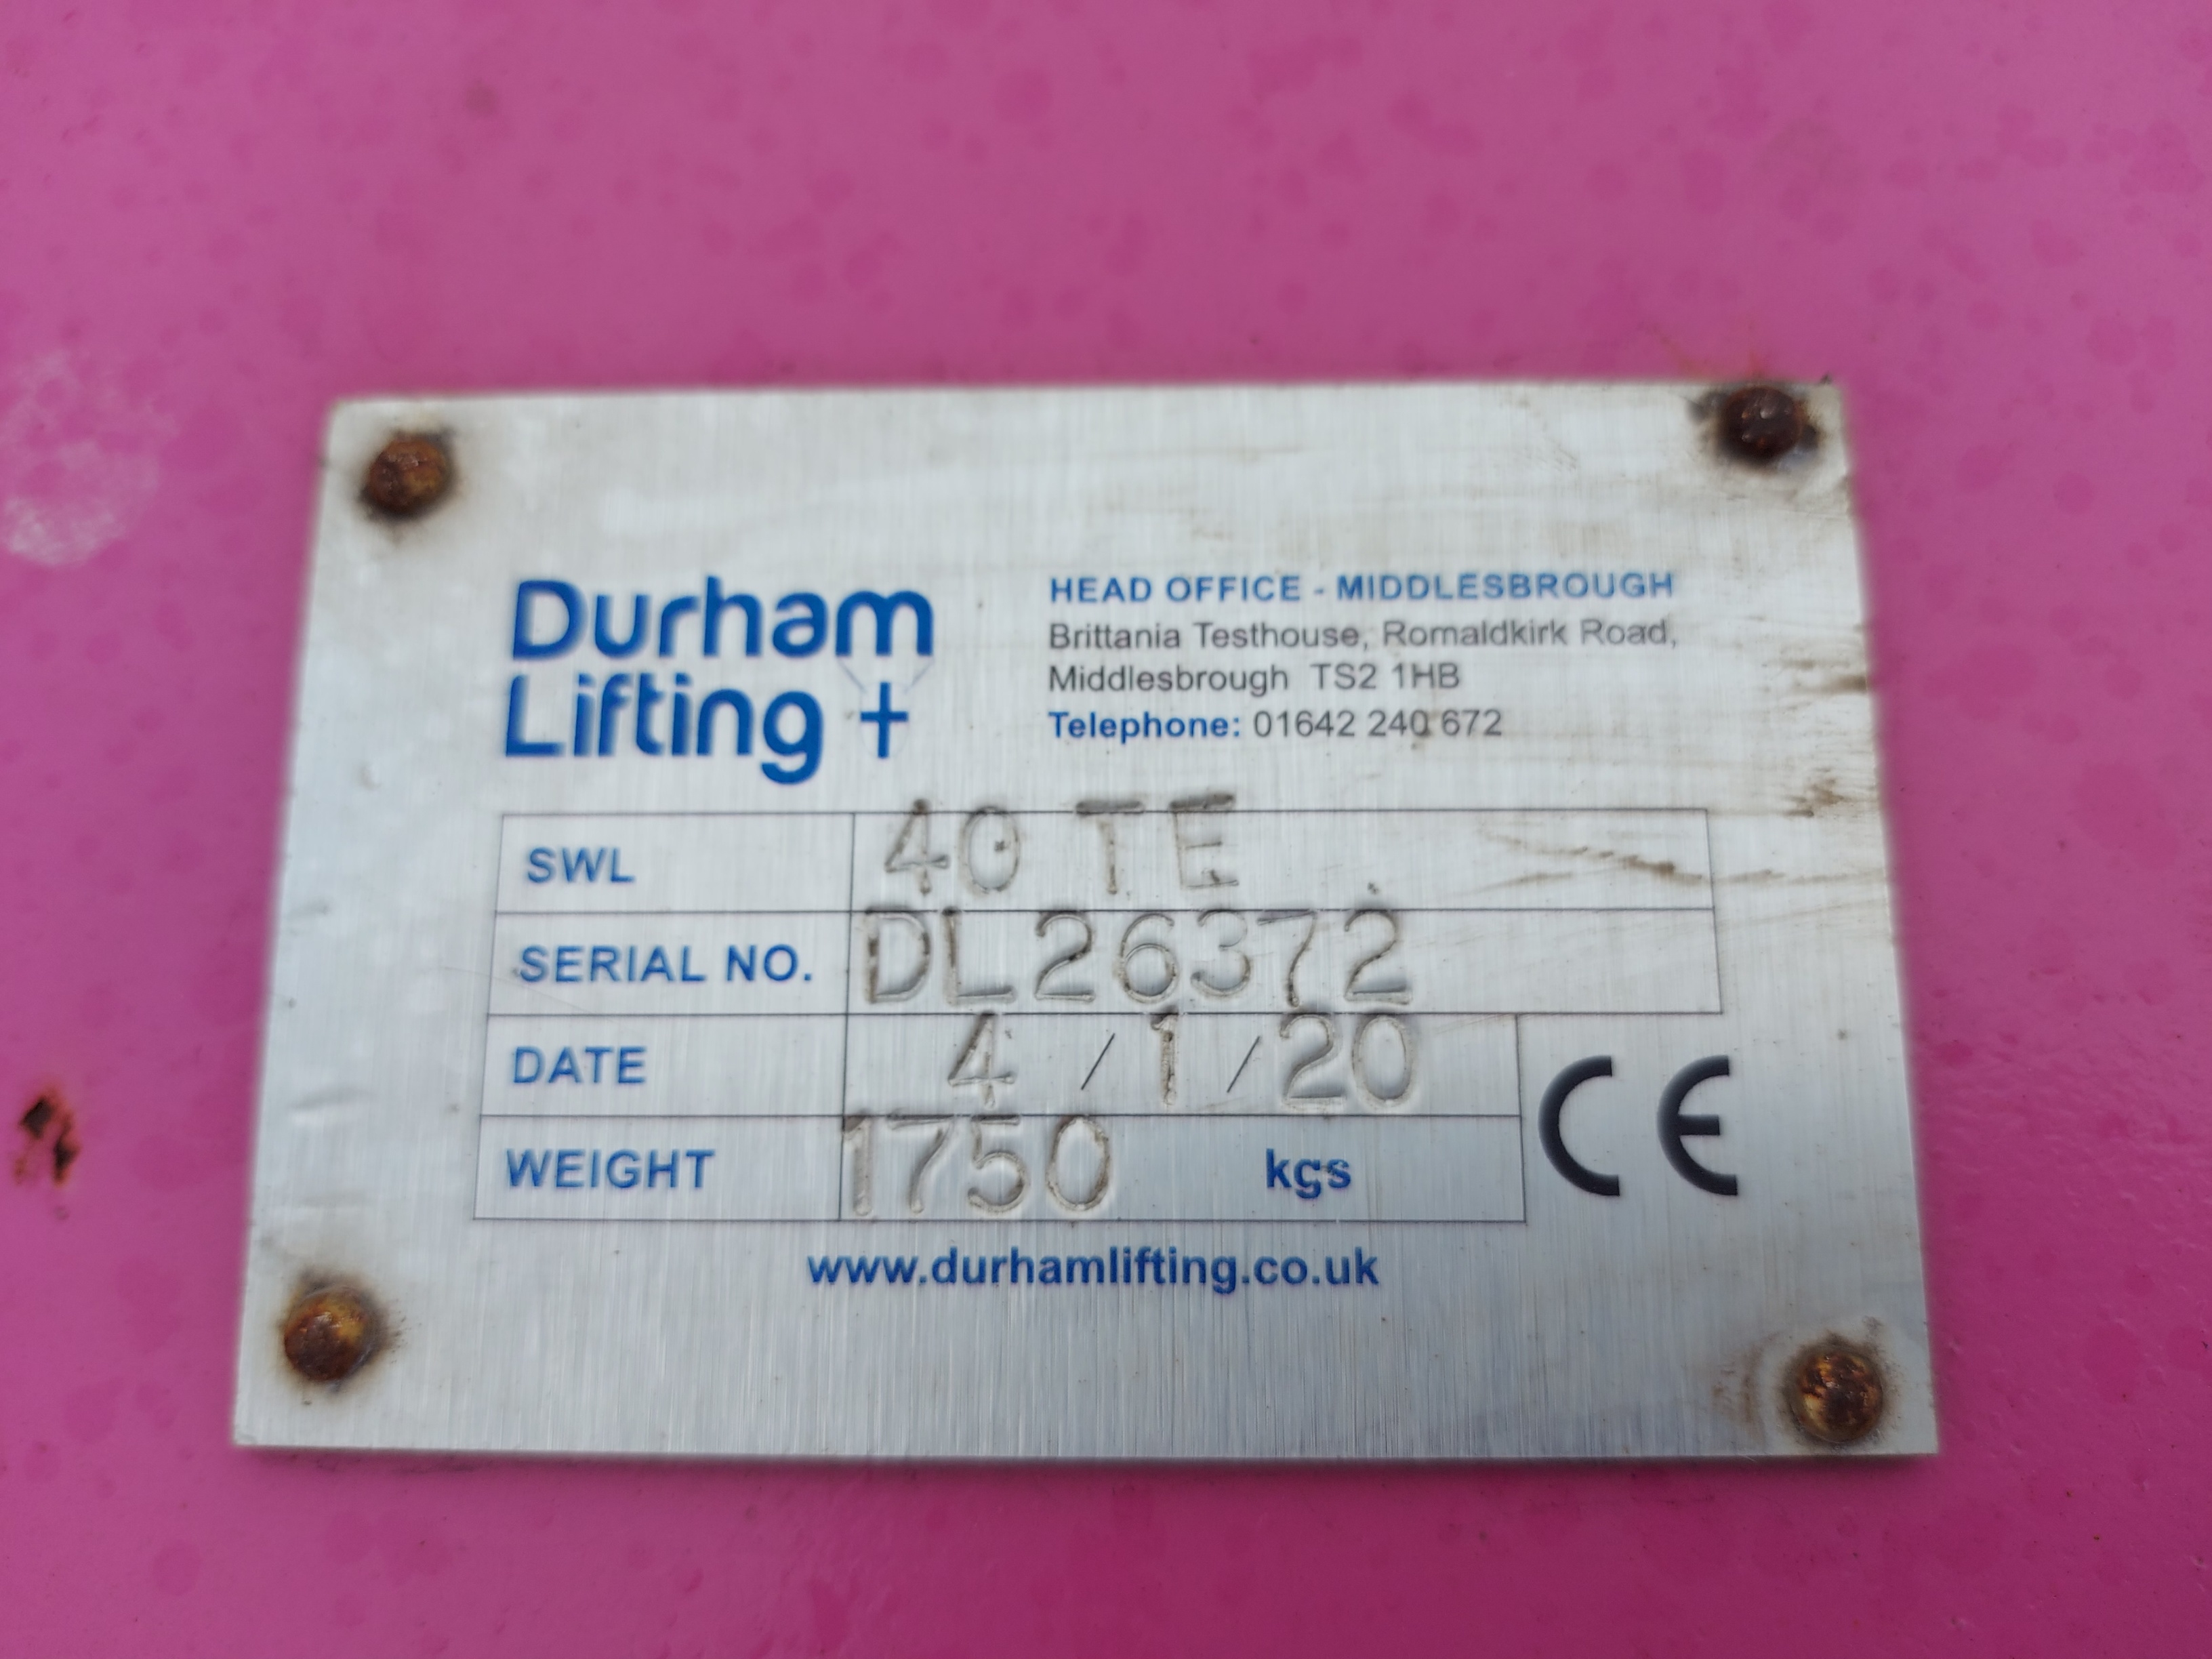 Durham
Lifting +
HEAD OFFICE - MIDDLESBROUGH
Brittania Testhouse, Romaldkirk Road,
Middlesbrough TS2 1HB
Telephone: 01642 240 672
SWL 40 TE
SERIAL NO. DL26372
DATE 4 / 1 / 20
WEIGHT 1750 kgs
CE
www.durhamlifting.co.uk